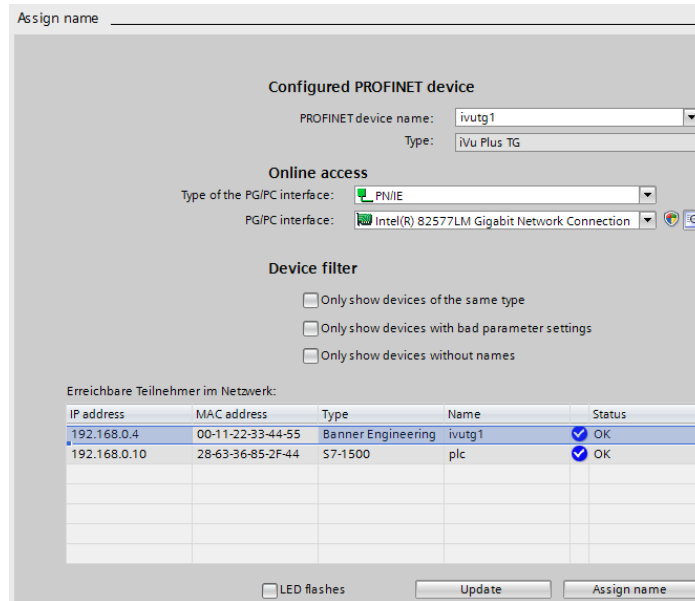 Assign name
Configured PROFINET device
PROFINET device name: ivutg1
Type: iVu Plus TG
Online access
Type of the PG/PC interface: PN/IE
PG/PC interface: Intel(R) 82577LM Gigabit Network Connection
Device filter
Only show devices of the same type
Only show devices with bad parameter settings
Only show devices without names
Erreichbare Teilnehmer im Netzwerk:
IP address MAC address Type Name Status
192.168.0.4 00-11-22-33-44-55 Banner Engineering ivutg1 OK
192.168.0.10 28-63-36-85-2F-44 S7-1500 plc OK
LED flashes Update Assign name